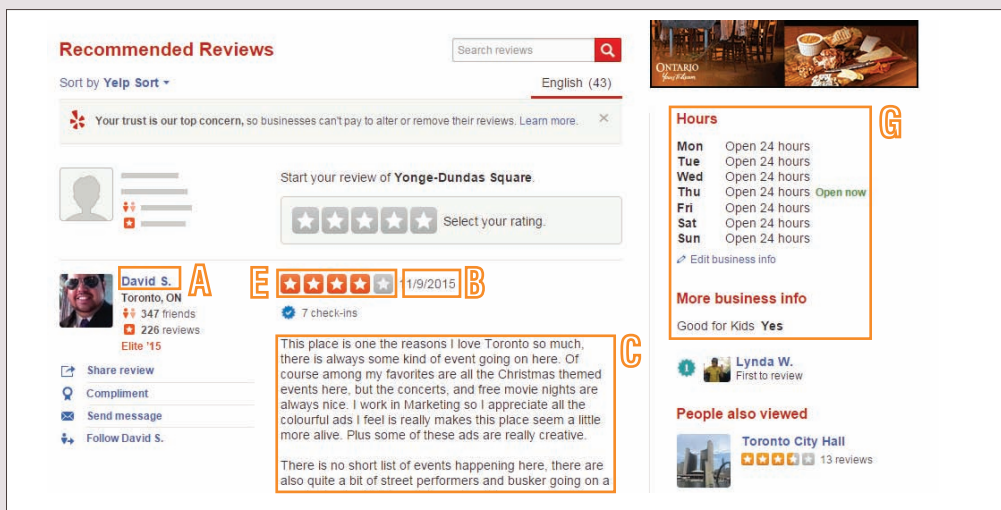 Recommended Reviews
Search reviews
Sort by Yelp Sort
English (43)
Your trust is our top concern, so businesses can't pay to alter or remove their reviews. Learn more.
Start your review of Yonge-Dundas Square.
Select your rating.
David S.
A
Toronto, ON
347 friends
226 reviews
Elite '15
Share review
Compliment
Send message
Follow David S.
E
11/9/2015
B
7 check-ins
This place is one the reasons I love Toronto so much,
there is always some kind of event going on here. Of
course among my favorites are all the Christmas themed
events here, but the concerts, and free movie nights are
always nice. I work in Marketing so I appreciate all the
colourful ads I feel is really makes this place seem a little
more alive. Plus some of these ads are really creative.
There is no short list of events happening here, there are
also quite a bit of street performers and busker going on a
C
ONTARIO
Yours to Discover
Hours
G
Mon Open 24 hours
Tue Open 24 hours
Wed Open 24 hours
Thu Open 24 hours Open now
Fri Open 24 hours
Sat Open 24 hours
Sun Open 24 hours
Edit business info
More business info
Good for Kids Yes
1
Lynda W.
First to review
People also viewed
Toronto City Hall
13 reviews